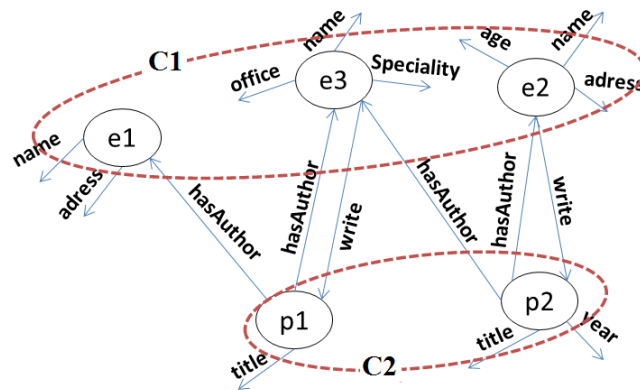 name
age
name
C1
office
e3
Speciality
e2
adress
e1
name
adress
hasAuthor
hasAuthor
write
hasAuthor
hasAuthor
write
p1
p2
title
C2
title
year